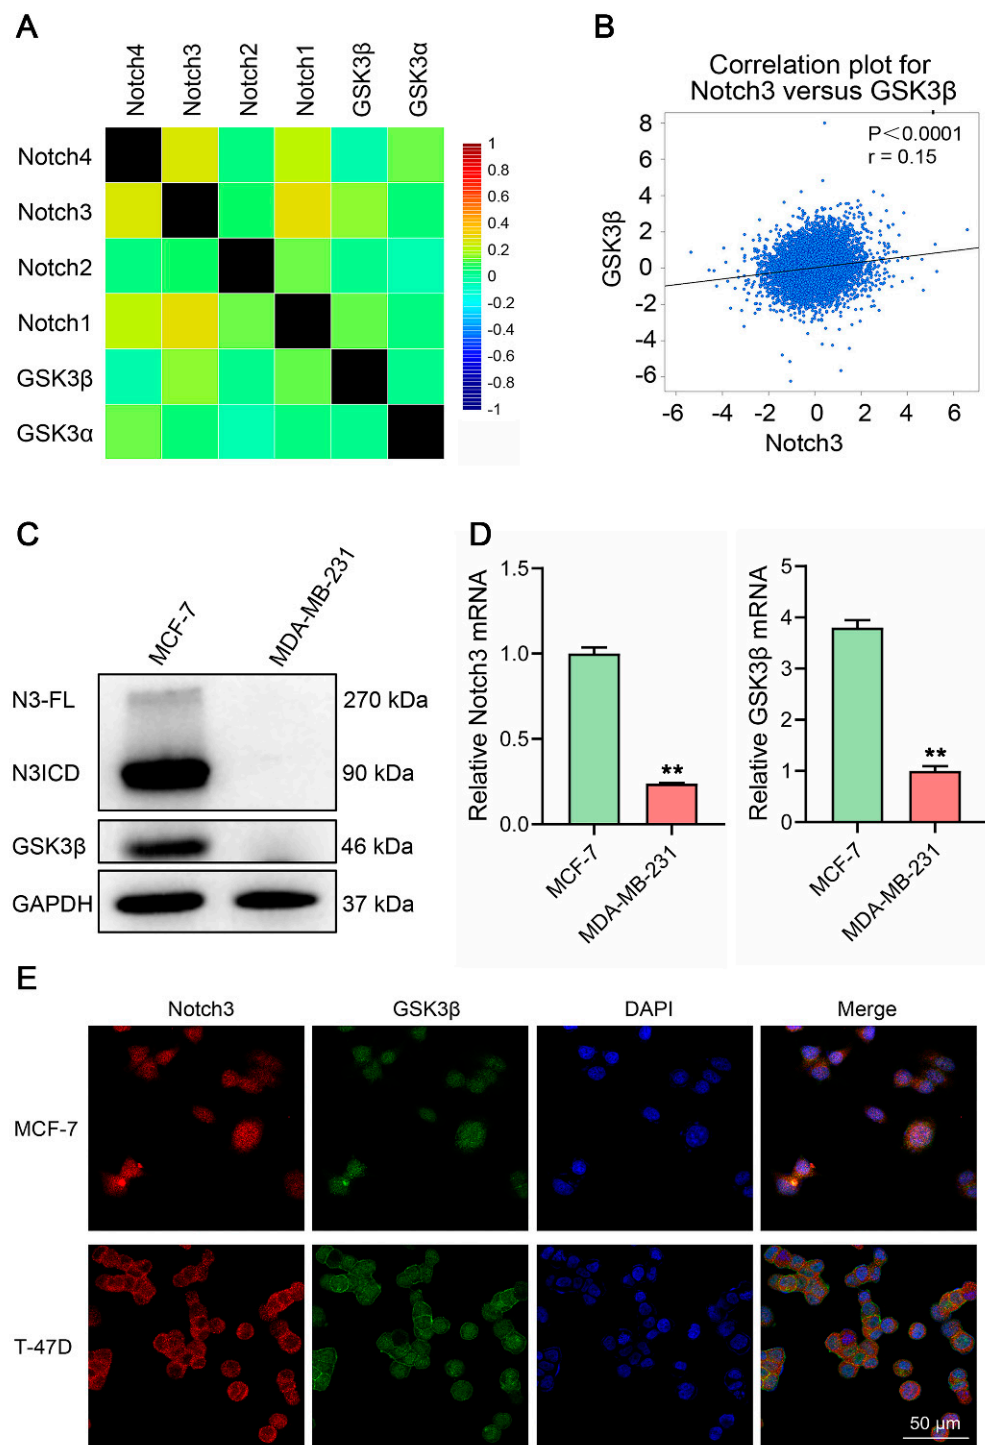 A
Notch4
Notch3
Notch2
Notch1
GSK3β
GSK3α
Notch4
Notch3
Notch2
Notch1
GSK3β
GSK3α
1
0.8
0.6
0.4
0.2
0
-0.2
-0.4
-0.6
-0.8
-1
B
Correlation plot for
Notch3 versus GSK3β
P<0.0001
r = 0.15
GSK3β
8
6
4
2
0
-2
-4
-6
-6 -4 -2 0 2 4 6
Notch3
C
MCF-7
MDA-MB-231
N3-FL
270 kDa
N3ICD
90 kDa
GSK3β
46 kDa
GAPDH
37 kDa
D
Relative Notch3 mRNA
1.5
1.0
0.5
0.0
**
MCF-7
MDA-MB-231
Relative GSK3β mRNA
5
4
3
2
1
0
**
MCF-7
MDA-MB-231
E
Notch3 GSK3β DAPI Merge
MCF-7
T-47D
50 μm